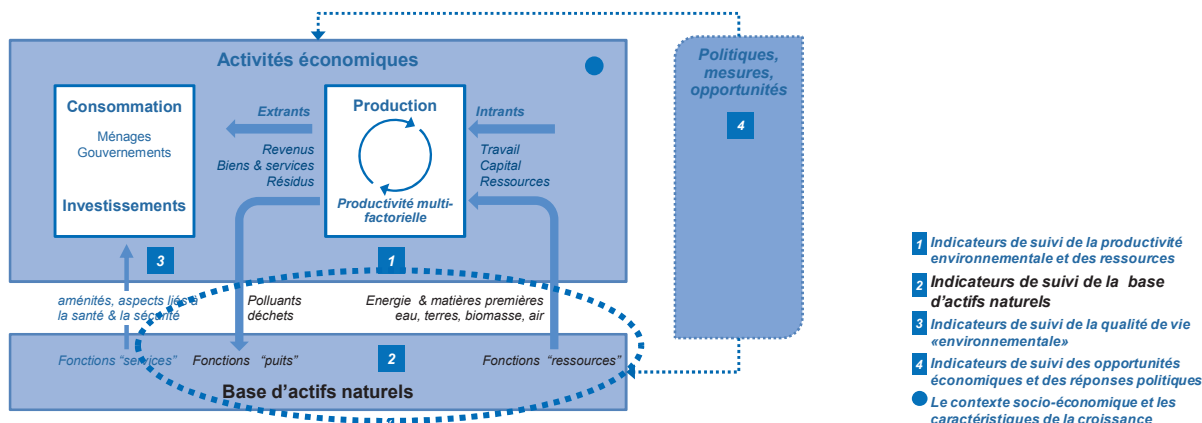 Activités économiques
Consommation
Ménages
Gouvernements
Investissements
3
Extrants
Revenus
Biens & services
Résidus
Production
Productivité multi-
factorielle
1
Intrants
Travail
Capital
Ressources
Politiques,
mesures,
opportunités
4
aménités, aspects liés à
la santé & la sécurité
Polluants
déchets
Energie & matières premières
eau, terres, biomasse, air
Fonctions "services"
Fonctions "puits"
2
Fonctions "ressources"
Base d'actifs naturels
1 Indicateurs de suivi de la productivité
environnementale et des ressources
2 Indicateurs de suivi de la base
d'actifs naturels
3 Indicateurs de suivi de la qualité de vie
«environnementale»
4 Indicateurs de suivi des opportunités
économiques et des réponses politiques
Le contexte socio-économique et les
caractéristiques de la croissance